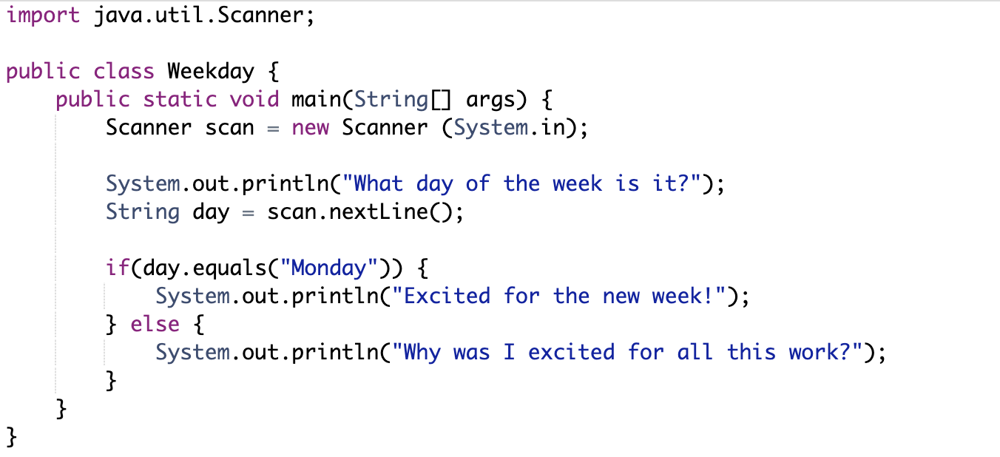 import java.util.Scanner;
public class Weekday {
public static void main(String[] args) {
Scanner scan = new Scanner (System.in);
System.out.println("What day of the week is it?");
String day = scan.nextLine();
if(day.equals("Monday")) {
System.out.println("Excited for the new week!");
} else {
System.out.println("Why was I excited for all this work?");
}
}
}